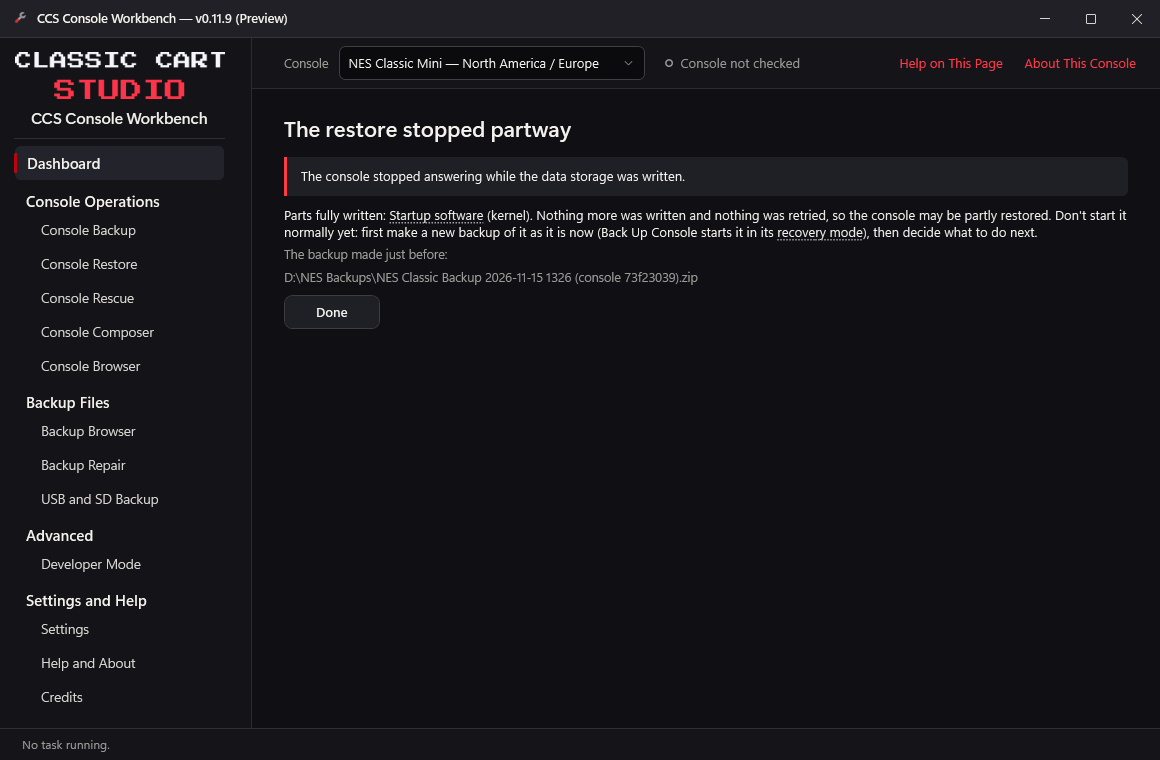 CCS Console Workbench — v0.11.9 (Preview)
CLASSIC CART
STUDIO
CCS Console Workbench
Dashboard
Console Operations
Console Backup
Console Restore
Console Rescue
Console Composer
Console Browser
Backup Files
Backup Browser
Backup Repair
USB and SD Backup
Advanced
Developer Mode
Settings and Help
Settings
Help and About
Credits
Console
NES Classic Mini — North America / Europe
Console not checked
Help on This Page
About This Console
The restore stopped partway
The console stopped answering while the data storage was written.
Parts fully written: Startup software (kernel). Nothing more was written and nothing was retried, so the console may be partly restored. Don't start it
normally yet: first make a new backup of it as it is now (Back Up Console starts it in its recovery mode), then decide what to do next.
The backup made just before:
D:\NES Backups\NES Classic Backup 2026-11-15 1326 (console 73f23039).zip
Done
No task running.